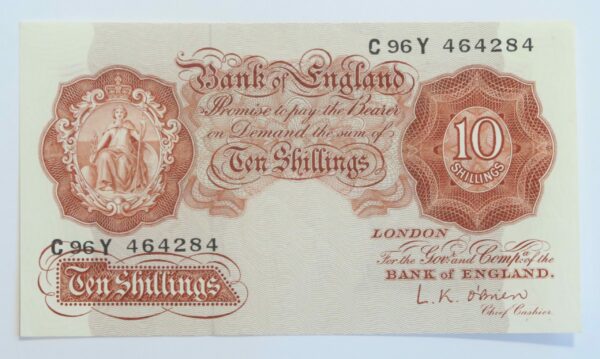 C 96 Y 464284
Bank of England
Promise to pay the Bearer
on Demand the sum of
Ten Shillings
10
SHILLINGS
LONDON
For the Govr. and Compa. of the
BANK OF ENGLAND.
L. K. O'Brien
Chief Cashier.
C 96 Y 464284
Ten Shillings